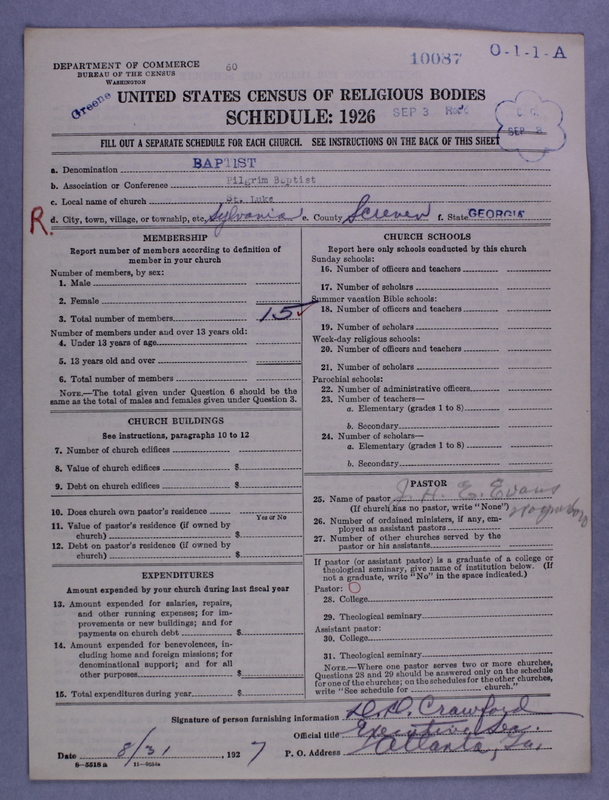 DEPARTMENT OF COMMERCE
BUREAU OF THE CENSUS
WASHINGTON
60
10087
O-1-1-A
Greene
UNITED STATES CENSUS OF RELIGIOUS BODIES
SCHEDULE: 1926
SEP 3 Rec'd
SEP 2
FILL OUT A SEPARATE SCHEDULE FOR EACH CHURCH. SEE INSTRUCTIONS ON THE BACK OF THIS SHEET
a. Denomination BAPTIST
b. Association or Conference Pilgrim Baptist
c. Local name of church St. Luke
R.
d. City, town, village, or township, etc. Sylvania e. County Screven f. State GEORGIA
MEMBERSHIP
Report number of members according to definition of
member in your church
Number of members, by sex:
1. Male
2. Female
3. Total number of members 15
Number of members under and over 13 years old:
4. Under 13 years of age
5. 13 years old and over
6. Total number of members
NOTE.—The total given under Question 6 should be the
same as the total of males and females given under Question 3.
CHURCH BUILDINGS
See instructions, paragraphs 10 to 12
7. Number of church edifices
8. Value of church edifices $
9. Debt on church edifices $
10. Does church own pastor's residence
Yes or No
11. Value of pastor's residence (if owned by
church) $
12. Debt on pastor's residence (if owned by
church) $
EXPENDITURES
Amount expended by your church during last fiscal year
13. Amount expended for salaries, repairs,
and other running expenses; for im-
provements or new buildings; and for
payments on church debt $
14. Amount expended for benevolences, in-
cluding home and foreign missions; for
denominational support; and for all
other purposes $
15. Total expenditures during year $
CHURCH SCHOOLS
Report here only schools conducted by this church
Sunday schools:
16. Number of officers and teachers
17. Number of scholars
Summer vacation Bible schools:
18. Number of officers and teachers
19. Number of scholars
Week-day religious schools:
20. Number of officers and teachers
21. Number of scholars
Parochial schools:
22. Number of administrative officers
23. Number of teachers—
a. Elementary (grades 1 to 8)
b. Secondary
24. Number of scholars—
a. Elementary (grades 1 to 8)
b. Secondary
PASTOR
25. Name of pastor J. H. E. Evans
(If church has no pastor, write "None")
26. Number of ordained ministers, if any, em-
ployed as assistant pastors
27. Number of other churches served by the
pastor or his assistants
If pastor (or assistant pastor) is a graduate of a college or
theological seminary, give name of institution below. (If
not a graduate, write "No" in the space indicated.)
Pastor:
28. College
29. Theological seminary
Assistant pastor:
30. College
31. Theological seminary
NOTE.—Where one pastor serves two or more churches,
Questions 28 and 29 should be answered only on the schedule
for one of the churches; on the schedules for the other churches,
write "See schedule for church."
Signature of person furnishing information D.D. Crawford
Official title Executive Sec.
Date 8/31, 1927 P. O. Address Atlanta, Ga.
8-5518 a